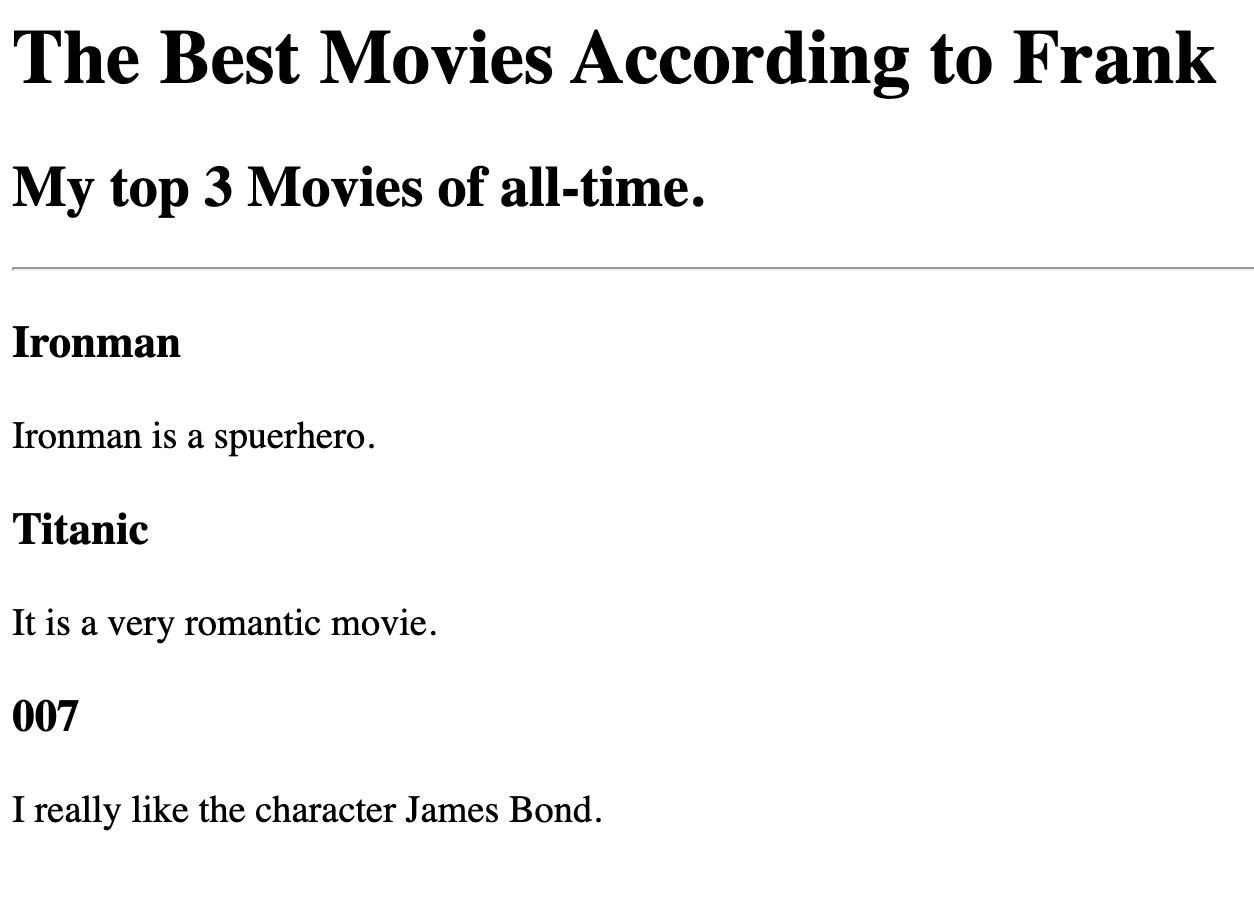 The Best Movies According to Frank
My top 3 Movies of all-time.
Ironman
Ironman is a spuerhero.
Titanic
It is a very romantic movie.
007
I really like the character James Bond.